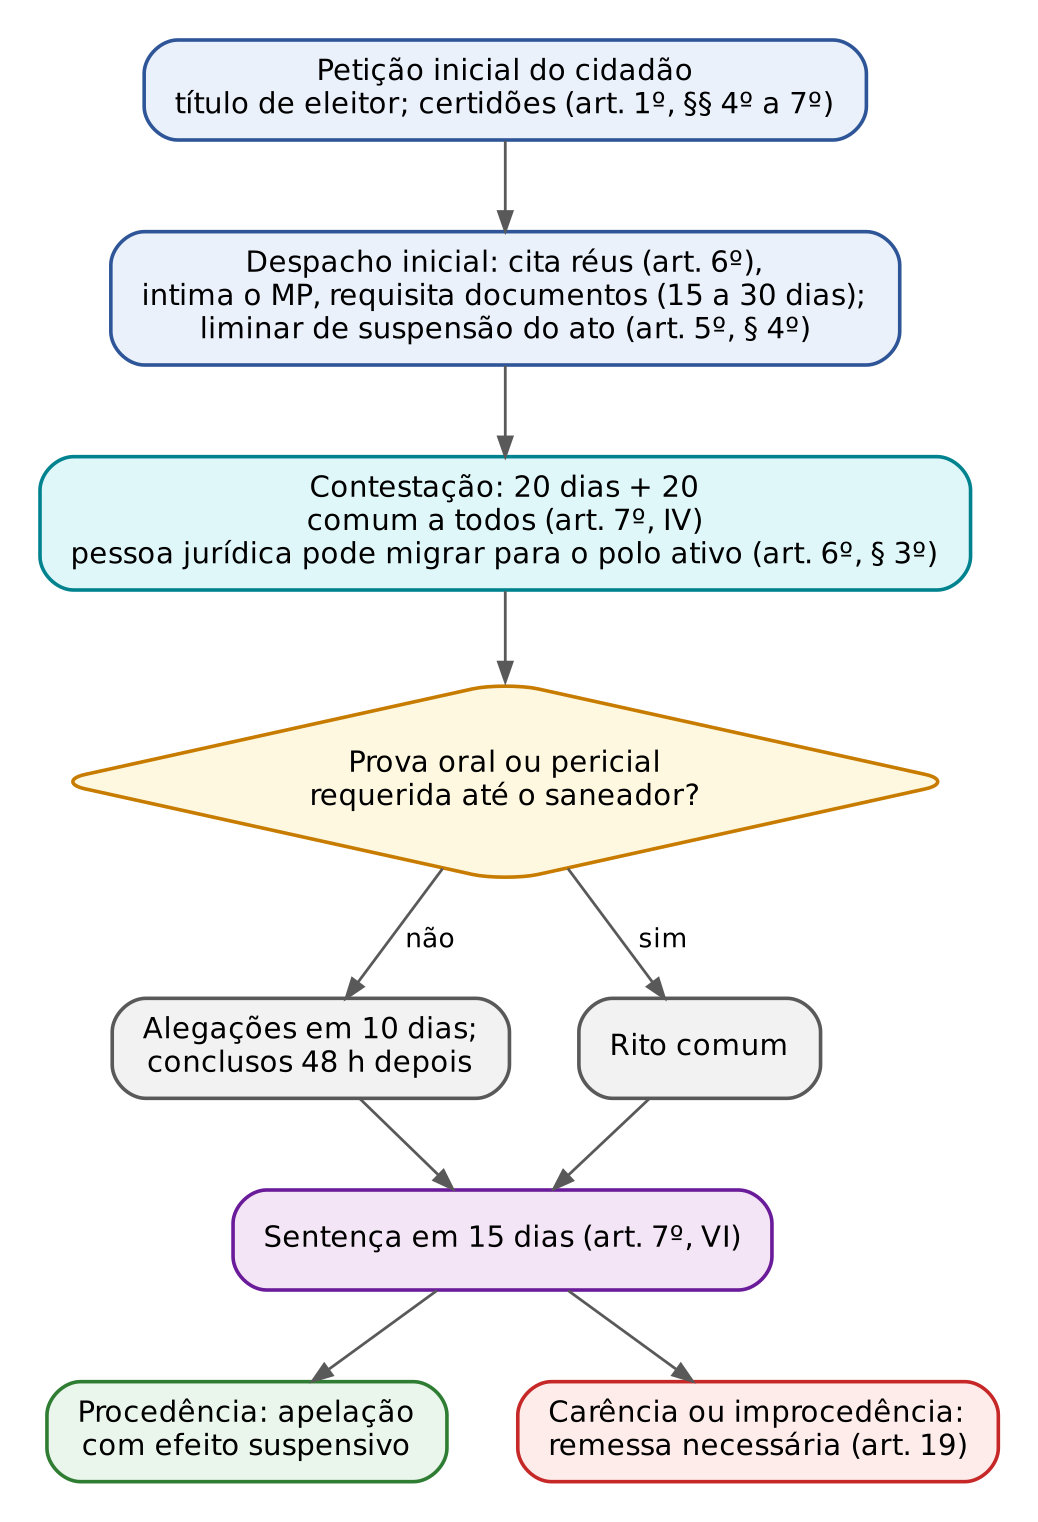 Petição inicial do cidadão
título de eleitor; certidões (art. 1º, §§ 4º a 7º)
Despacho inicial: cita réus (art. 6º),
intima o MP, requisita documentos (15 a 30 dias);
liminar de suspensão do ato (art. 5º, § 4º)
Contestação: 20 dias + 20
comum a todos (art. 7º, IV)
pessoa jurídica pode migrar para o polo ativo (art. 6º, § 3º)
Prova oral ou pericial
requerida até o saneador?
não
sim
Alegações em 10 dias;
conclusos 48 h depois
Rito comum
Sentença em 15 dias (art. 7º, VI)
Procedência: apelação
com efeito suspensivo
Carência ou improcedência:
remessa necessária (art. 19)